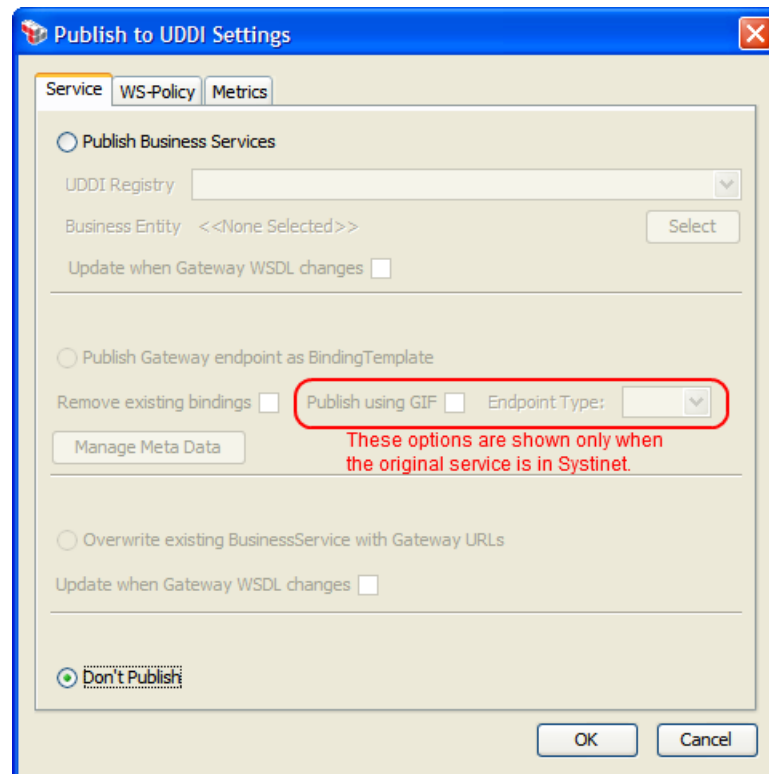 Publish to UDDI Settings
Service WS-Policy Metrics
Publish Business Services
UDDI Registry
Business Entity <<None Selected>> Select
Update when Gateway WSDL changes
Publish Gateway endpoint as BindingTemplate
Remove existing bindings Publish using GIF Endpoint Type:
Manage Meta Data These options are shown only when
the original service is in Systinet.
Overwrite existing BusinessService with Gateway URLs
Update when Gateway WSDL changes
Don't Publish
OK Cancel